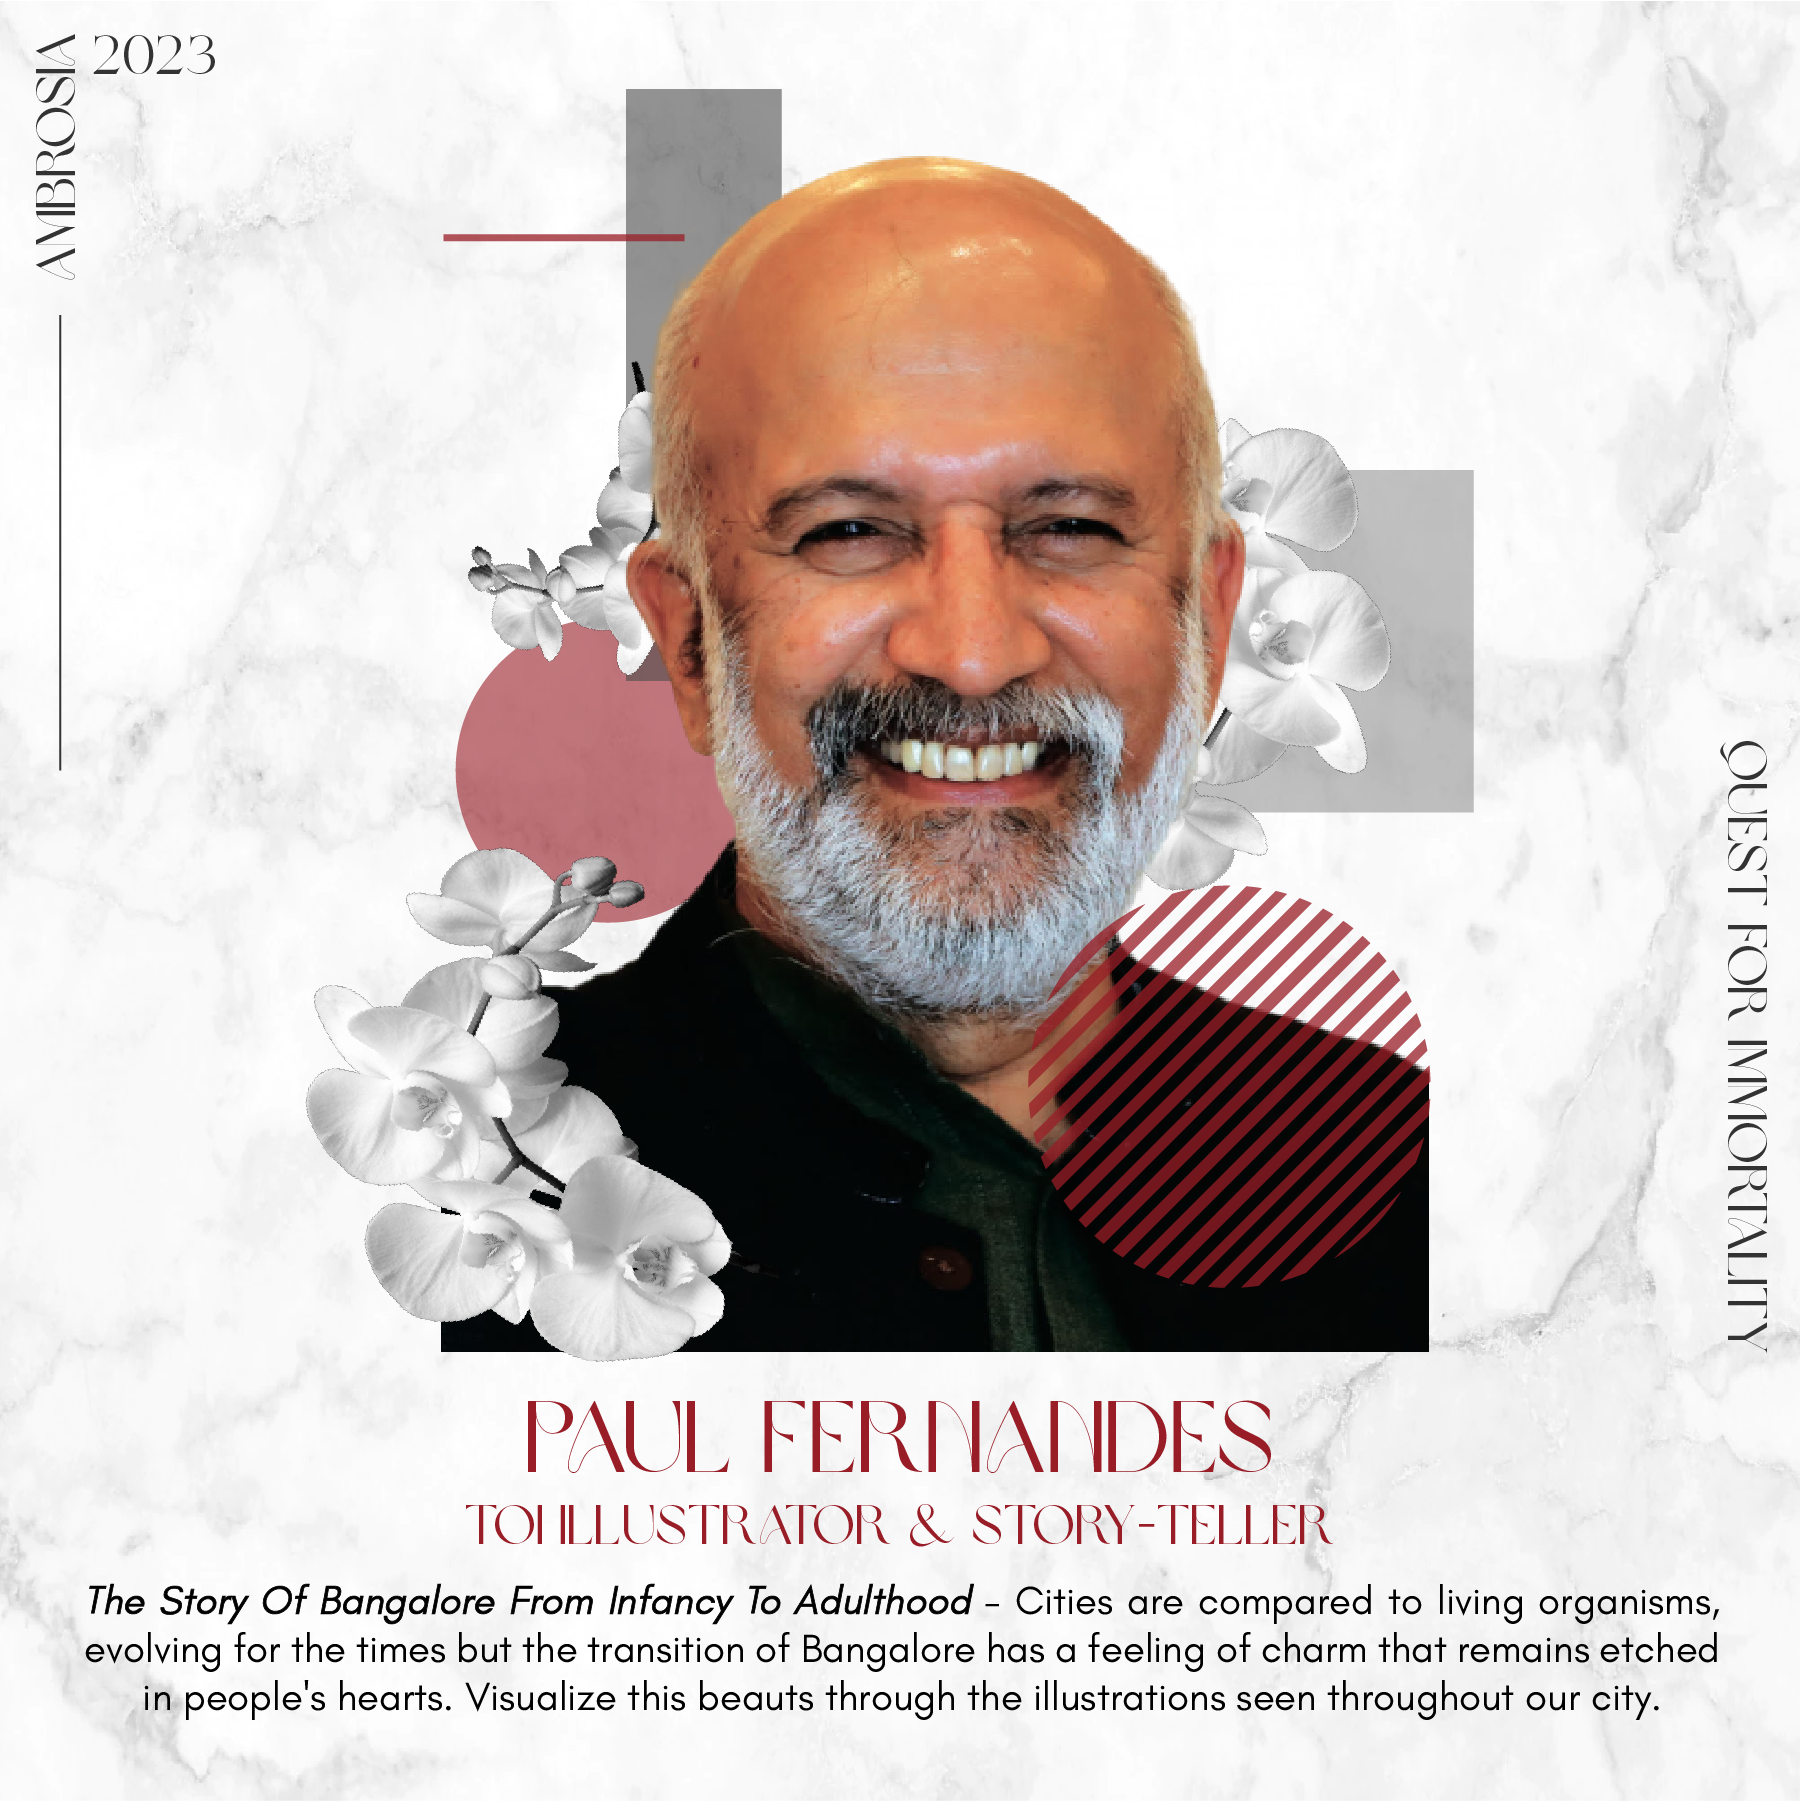 AMBROSIA
2023
QUEST FOR IMMORTALITY
PAUL FERNANDES
TOI ILLUSTRATOR & STORY-TELLER
The Story Of Bangalore From Infancy To Adulthood - Cities are compared to living organisms,
evolving for the times but the transition of Bangalore has a feeling of charm that remains etched
in people's hearts. Visualize this beauts through the illustrations seen throughout our city.